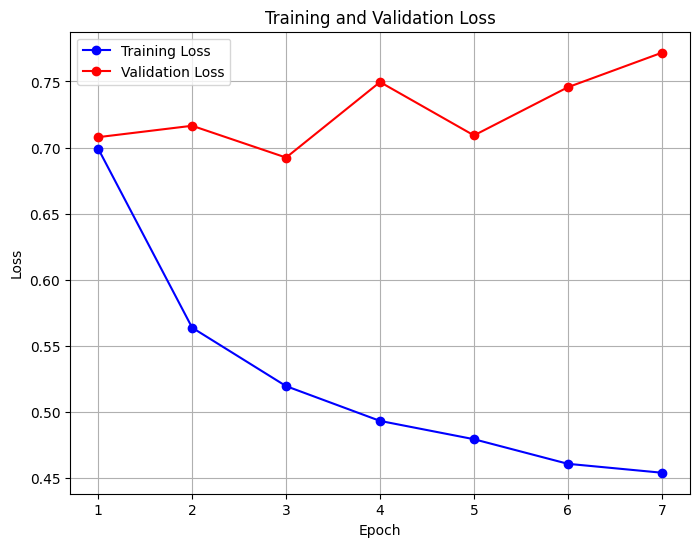 Training and Validation Loss
Training Loss
Validation Loss
0.75
0.70
0.65
0.60
0.55
0.50
0.45
Loss
1 2 3 4 5 6 7
Epoch